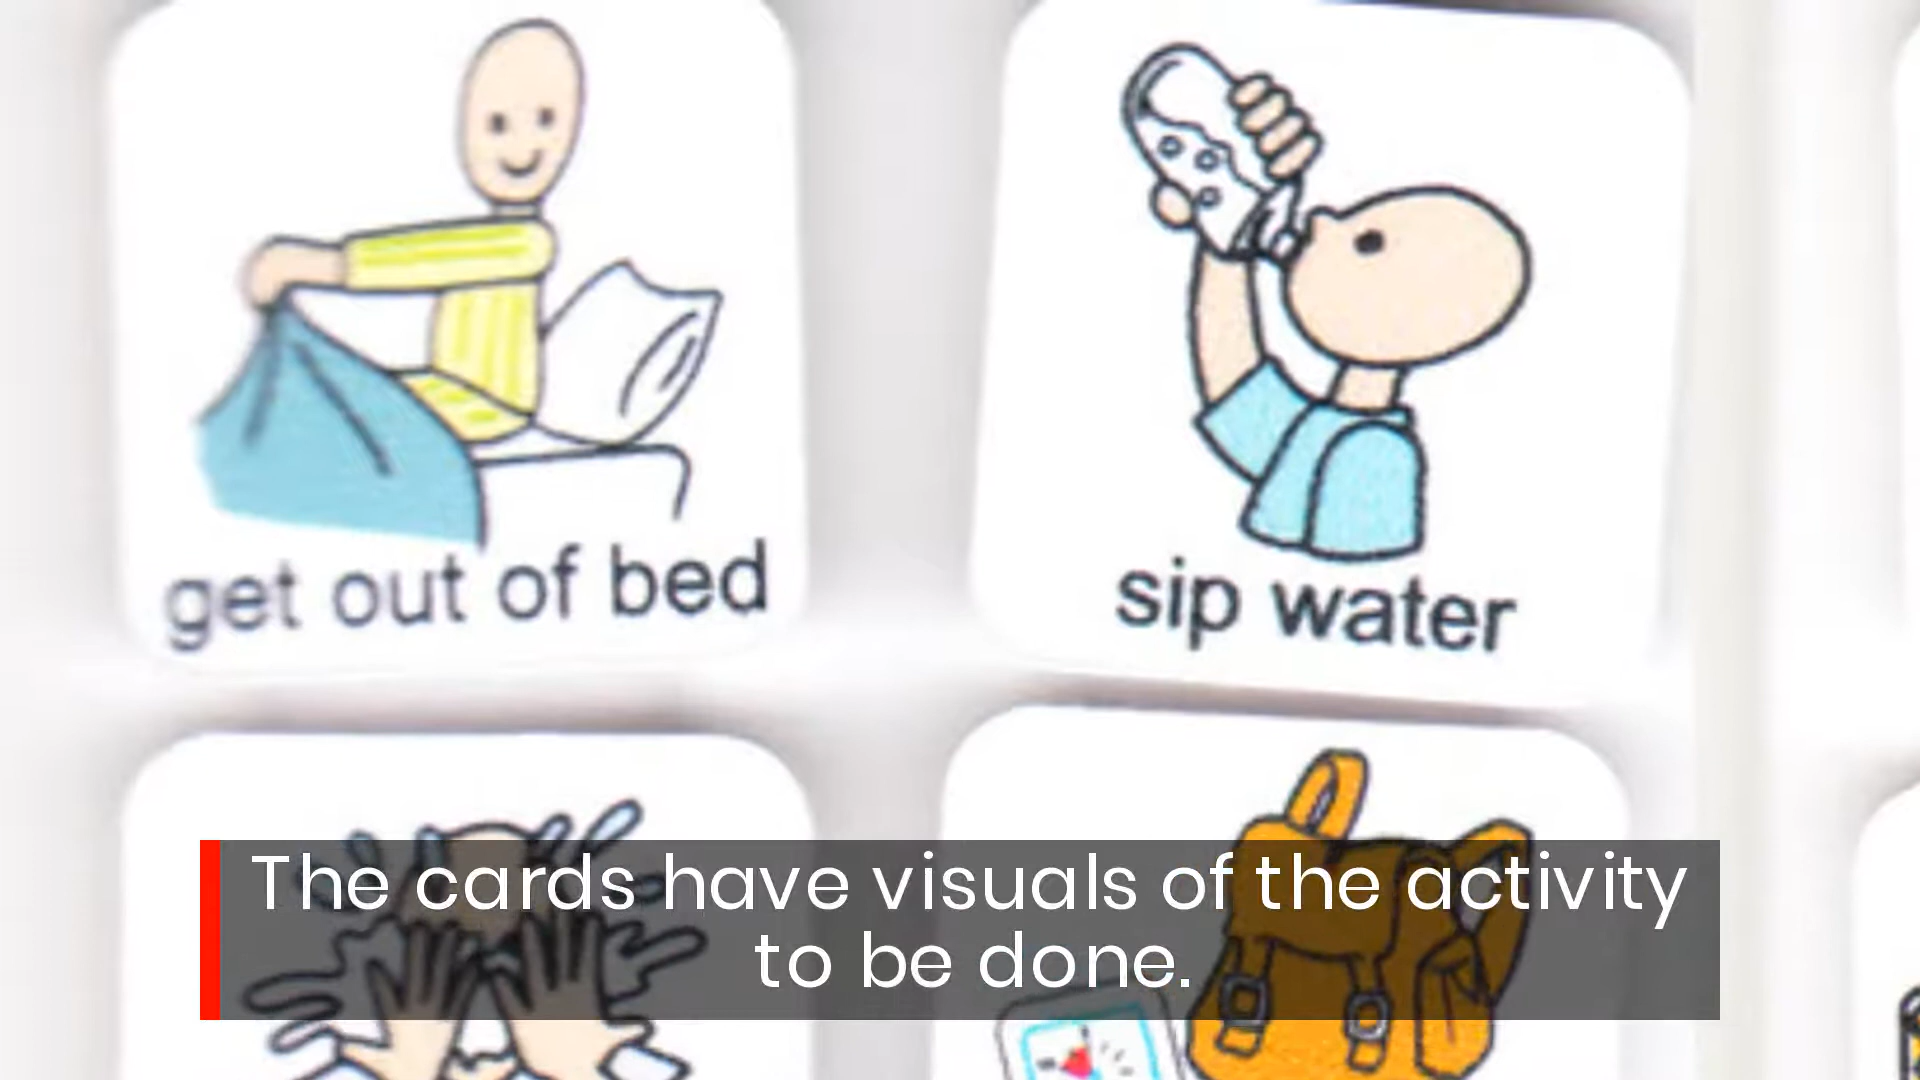 get out of bed
sip water
The cards have visuals of the activity
to be done.